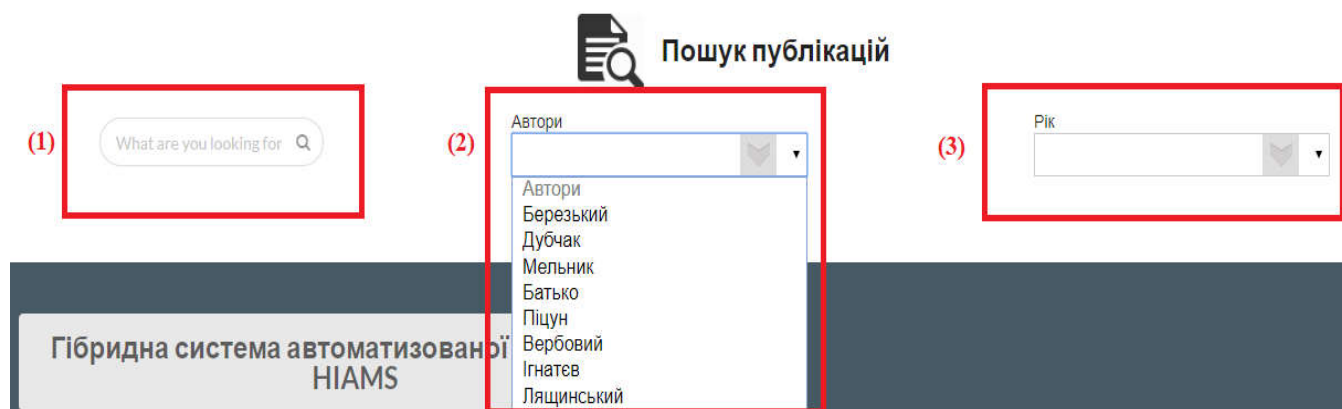 Пошук публікацій
(1)
What are you looking for
(2)
Автори
(3)
Рік
Автори
Березький
Дубчак
Мельник
Батько
Піцун
Вербовий
Ігнатєв
Лящинський
Гібридна система автоматизованої
HIAMS